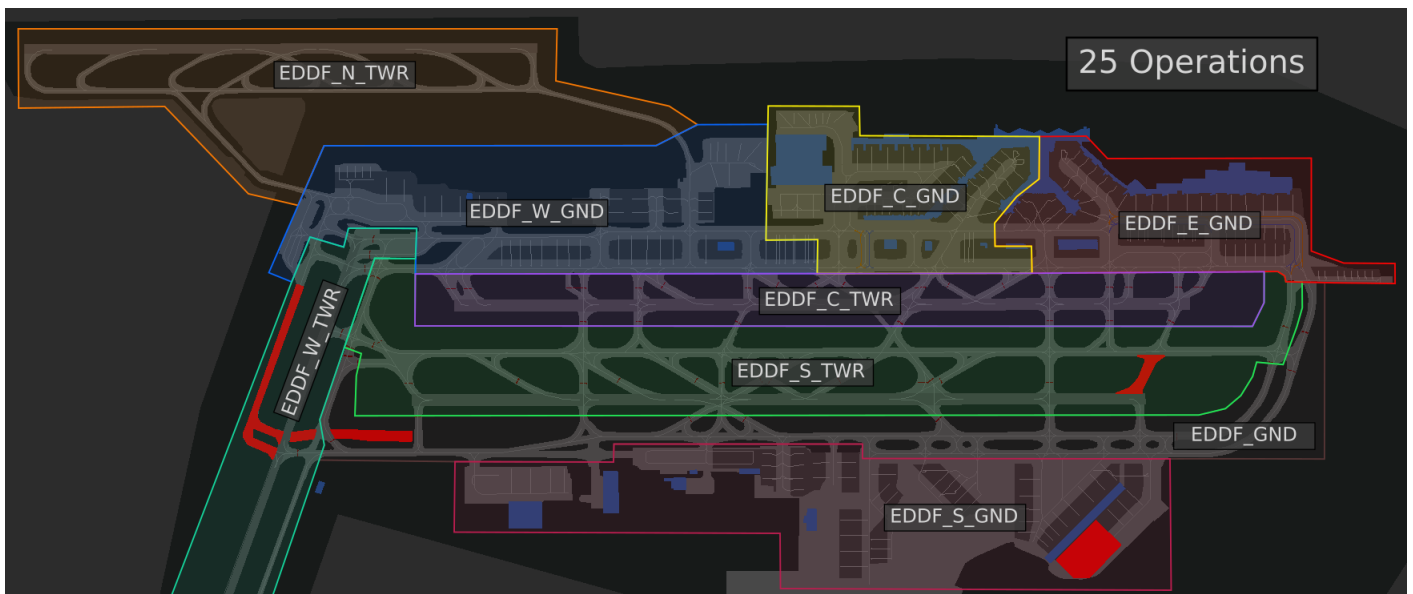 25 Operations
EDDF_N_TWR
EDDF_C_GND
EDDF_W_GND
EDDF_E_GND
EDDF_C_TWR
EDDF_W_TWR
EDDF_S_TWR
EDDF_GND
EDDF_S_GND